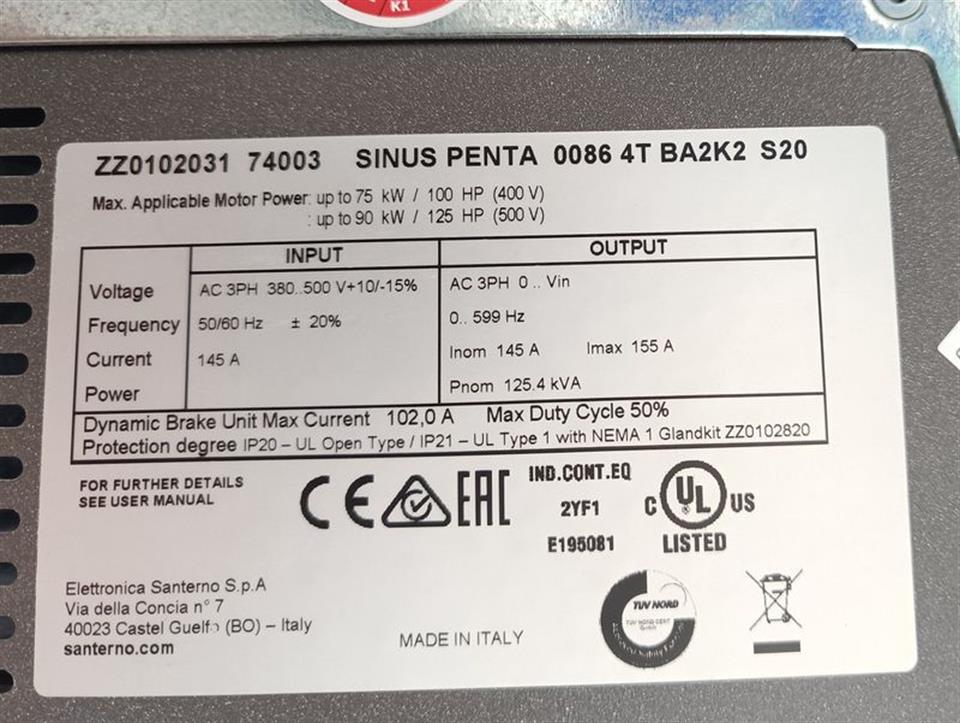 K1
ZZ0102031 74003 SINUS PENTA 0086 4T BA2K2 S20
Max. Applicable Motor Power: up to 75 kW / 100 HP (400 V)
: up to 90 kW / 125 HP (500 V)
INPUT OUTPUT
Voltage AC 3PH 380..500 V+10/-15% AC 3PH 0 .. Vin
Frequency 50/60 Hz ± 20% 0.. 599 Hz
Current 145 A Inom 145 A Imax 155 A
Power Pnom 125.4 kVA
Dynamic Brake Unit Max Current 102,0 A Max Duty Cycle 50%
Protection degree IP20 – UL Open Type / IP21 – UL Type 1 with NEMA 1 Glandkit ZZ0102820
FOR FURTHER DETAILS
SEE USER MANUAL
CE EAC
IND.CONT.EQ
2YF1
E195081
C UL ® US
LISTED
Elettronica Santerno S.p.A
Via della Concia n° 7
40023 Castel Guelfo (BO) – Italy
santerno.com
MADE IN ITALY
TUV NORD
TUV NORD CERT
GmbH